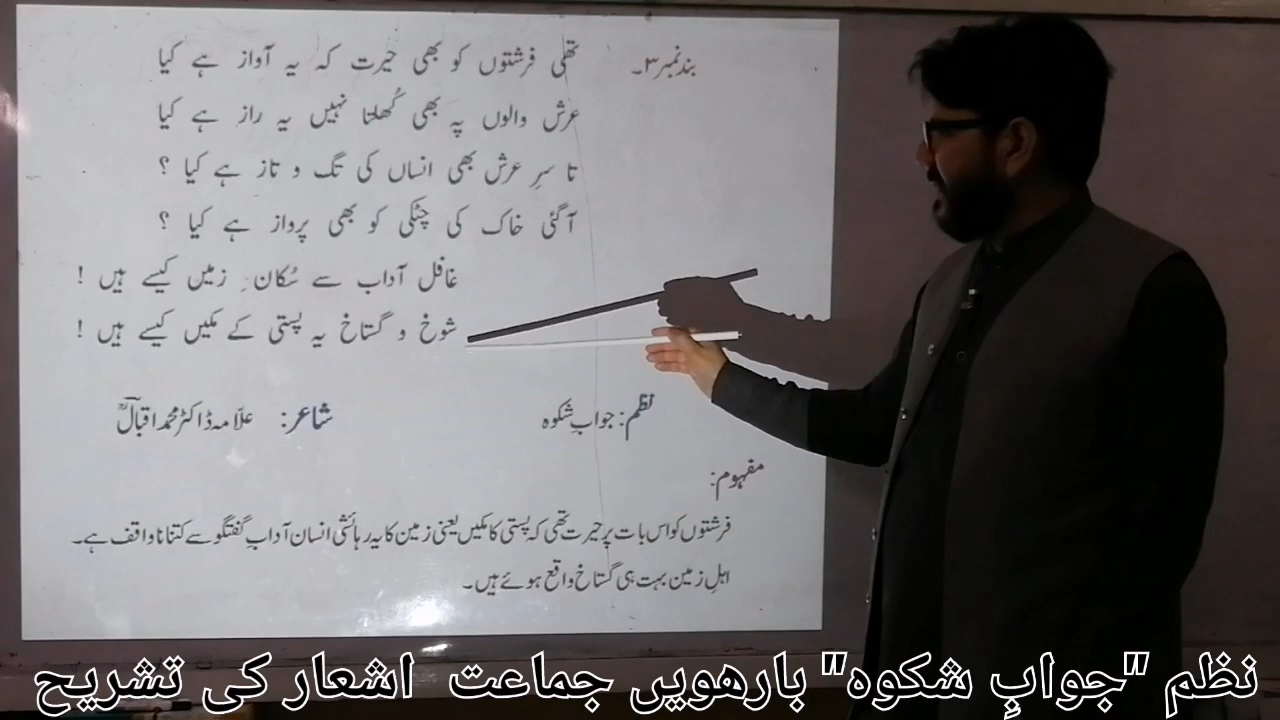 بند نمبر ۳۔
تھی فرشتوں کو بھی حیرت کہ یہ آواز ہے کیا
عرش والوں پہ بھی کُھلتا نہیں یہ راز ہے کیا
تا سرِ عرش بھی انساں کی تگ و تاز ہے کیا ؟
آگئی خاک کی چٹکی کو بھی پرواز ہے کیا ؟
غافل آداب سے سُکانِ زمین کیسے ہیں !
شوخ و گستاخ یہ پستی کے مکیں کیسے ہیں !
نظم: جوابِ شکوہ شاعر: علّامہ ڈاکٹر محمد اقبالؒ
مفہوم:
فرشتوں کو اس بات پر حیرت تھی کہ پستی کا مکیں یعنی زمین کا یہ رہائشی انسان آدابِ گفتگو سے کتنا ناواقف ہے۔
اہلِ زمین بہت ہی گستاخ واقع ہوئے ہیں۔
نظم "جوابِ شکوہ" بارھویں جماعت اشعار کی تشریح